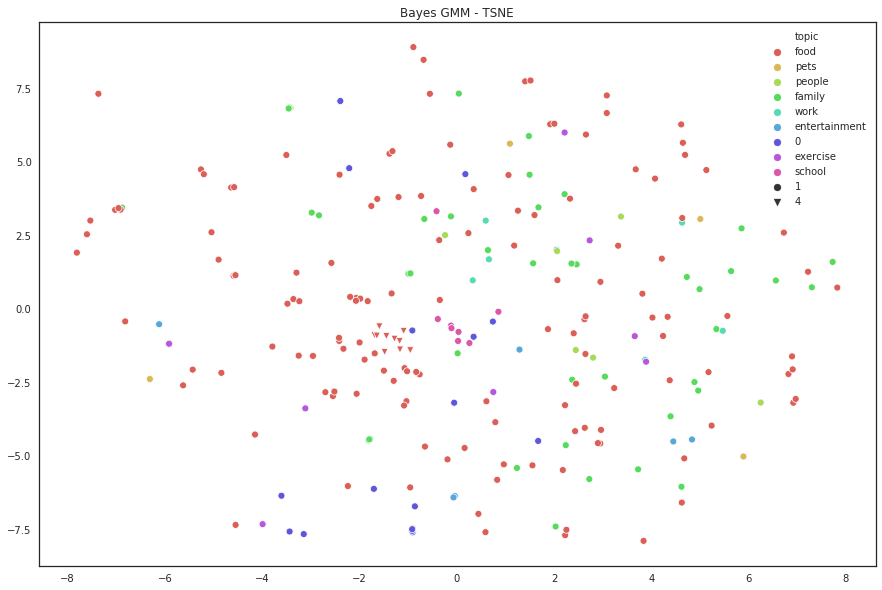 Bayes GMM - TSNE
topic
food
pets
people
family
work
entertainment
0
exercise
school
1
4
7.5
5.0
2.5
0.0
−2.5
−5.0
−7.5
−8 −6 −4 −2 0 2 4 6 8